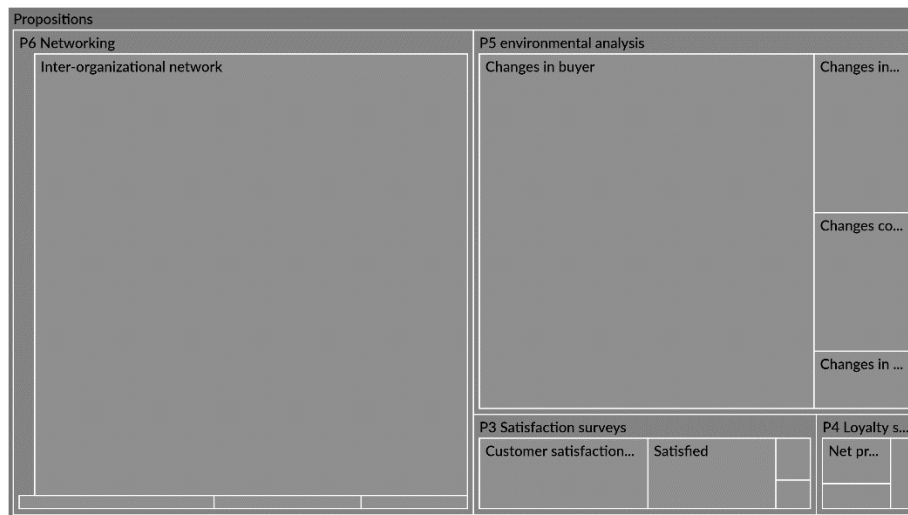 Propositions
P6 Networking
Inter-organizational network
P5 environmental analysis
Changes in buyer
Changes in...
Changes co...
Changes in ...
P3 Satisfaction surveys
Customer satisfaction...
Satisfied
P4 Loyalty s...
Net pr...